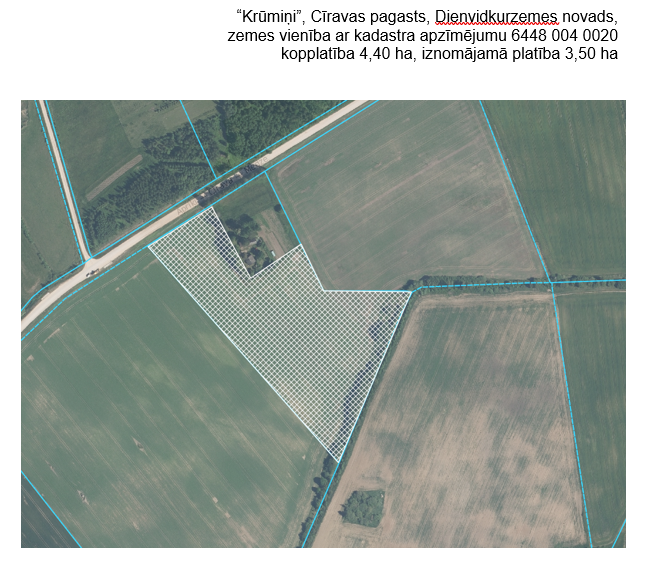 “Krūmiņi”, Cīravas pagasts, Dienvidkurzemes novads,
zemes vienība ar kadastra apzīmējumu 6448 004 0020
kopplatība 4,40 ha, iznomājamā platība 3,50 ha